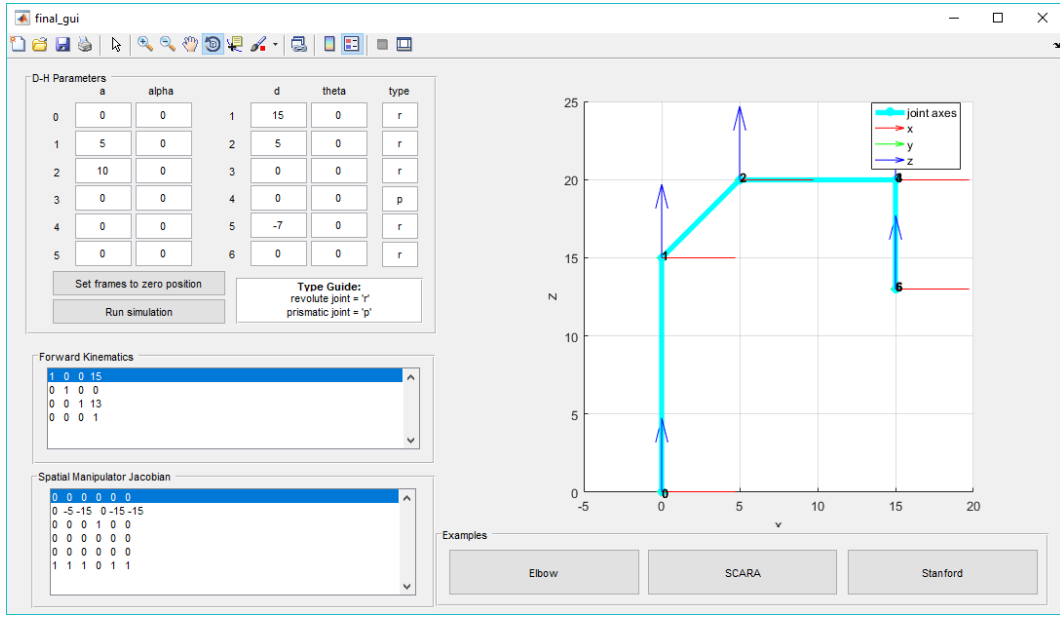 final_gui
D-H Parameters
a alpha d theta type
0 0 0 1 15 0 r
1 5 0 2 5 0 r
2 10 0 3 0 0 r
3 0 0 4 0 0 p
4 0 0 5 -7 0 r
5 0 0 6 0 0 r
Set frames to zero position
Run simulation
Type Guide:
revolute joint = 'r'
prismatic joint = 'p'
Forward Kinematics
1 0 0 15
0 1 0 0
0 0 1 13
0 0 0 1
Spatial Manipulator Jacobian
0 0 0 0 0 0
0 -5 -15 0 -15 -15
0 0 0 1 0 0
0 0 0 0 0 0
0 0 0 0 0 0
1 1 1 0 1 1
25
20
15
10
5
0
Z
-5 0 5 10 15 20
joint axes
x
y
z
2
1
6
0
Examples
Elbow
SCARA
Stanford